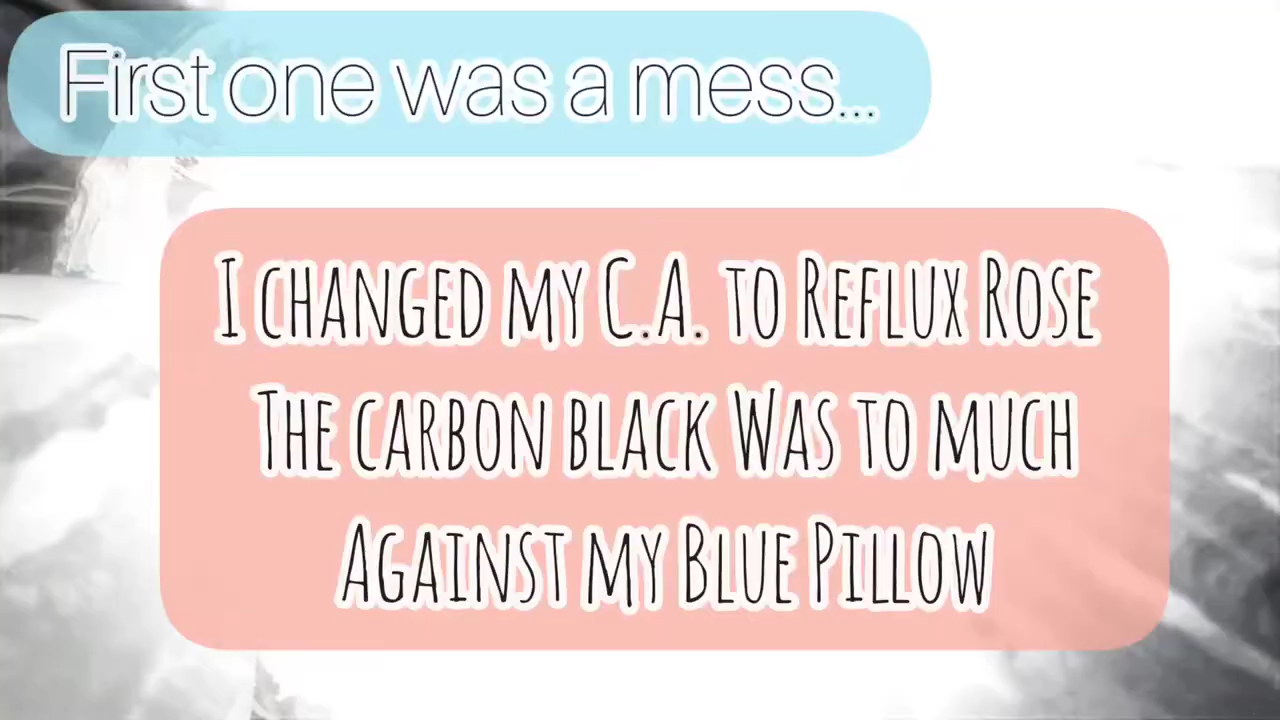 First one was a mess...
I changed my C.A. to Reflux Rose
The carbon black Was to much
Against my Blue Pillow